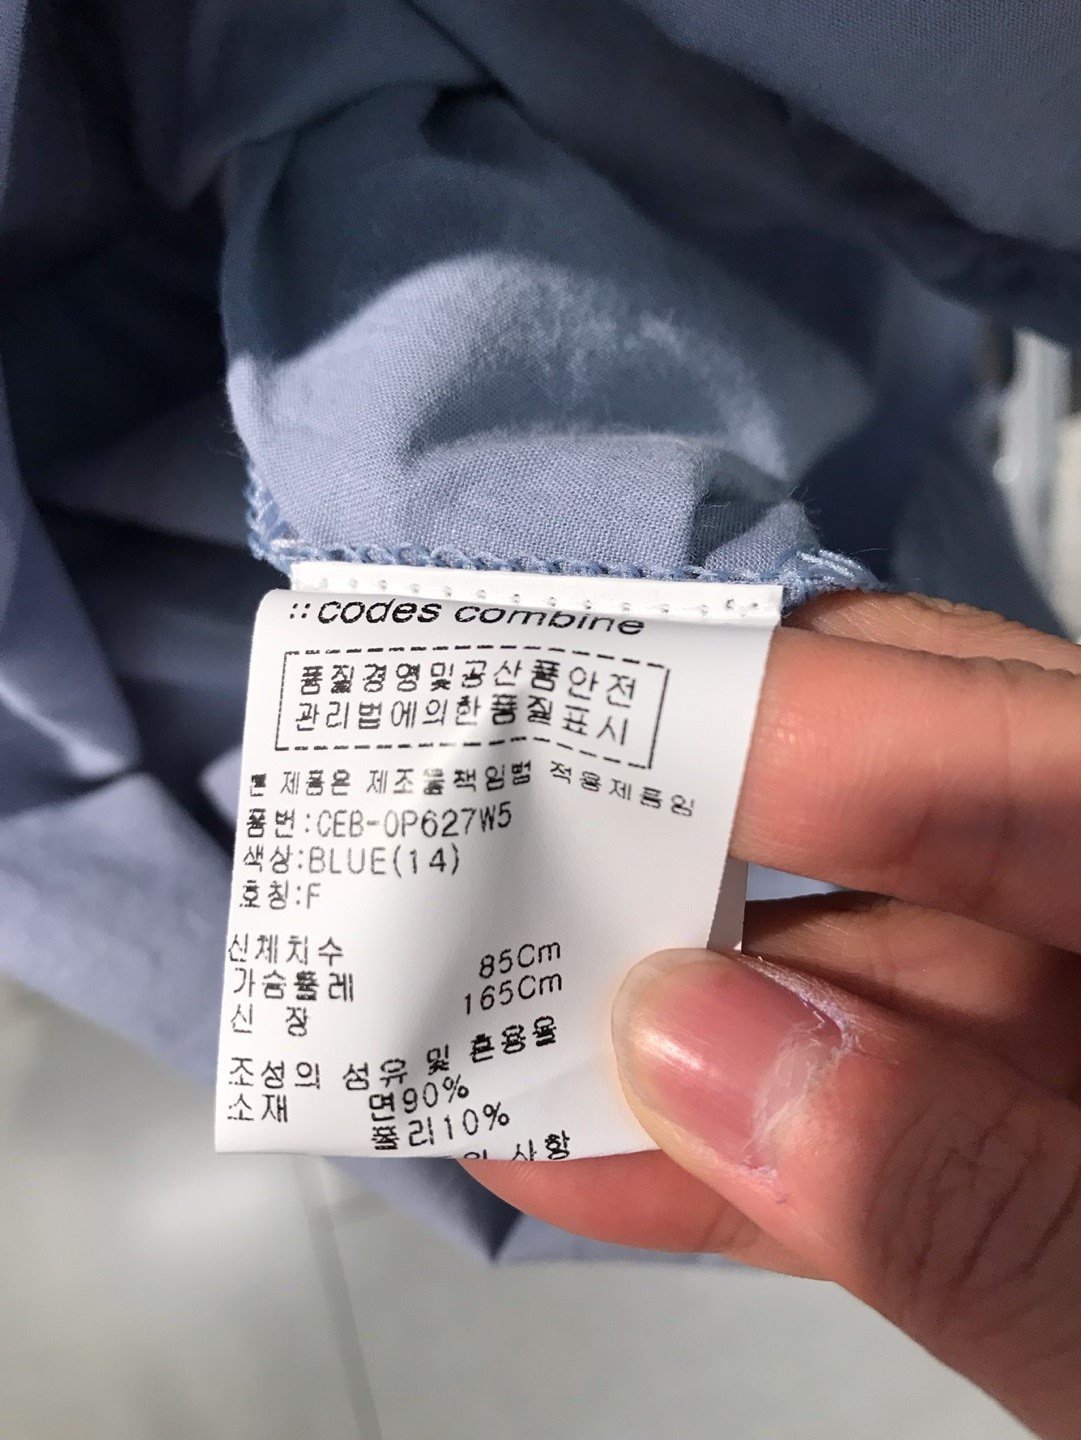 ::codes combine
품질경영및공산품안전
관리법에의한품질표시
본 제품은 제조물책임법 적용제품임
품번:CEB-OP627W5
색상:BLUE(14)
호칭:F
신체치수
가슴둘레 85Cm
신 장 165Cm
조성의 섬유 및 혼용율
소재 면90%
폴리10%
사항